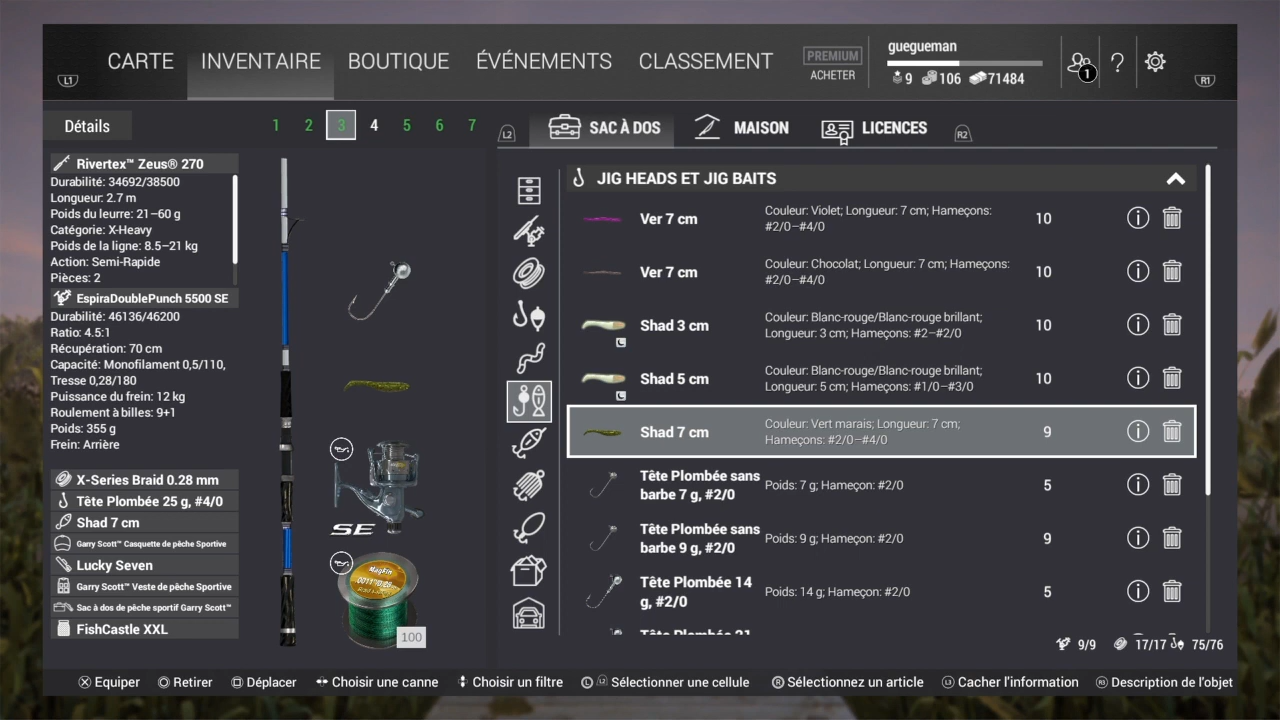 CARTE INVENTAIRE BOUTIQUE ÉVÉNEMENTS CLASSEMENT
PREMIUM
ACHETER
guegueman
9 106 71484
1
?
L1
R1
Détails
1 2 3 4 5 6 7
L2
SAC À DOS
MAISON
LICENCES
R2
Rivertex™ Zeus® 270
Durabilité: 34692/38500
Longueur: 2.7 m
Poids du leurre: 21–60 g
Catégorie: X-Heavy
Poids de la ligne: 8.5–21 kg
Action: Semi-Rapide
Pièces: 2
EspiraDoublePunch 5500 SE
Durabilité: 46136/46200
Ratio: 4.5:1
Récupération: 70 cm
Capacité: Monofilament 0,5/110,
Tresse 0,28/180
Puissance du frein: 12 kg
Roulement à billes: 9+1
Poids: 355 g
Frein: Arrière
X-Series Braid 0.28 mm
Tête Plombée 25 g, #4/0
Shad 7 cm
Garry Scott™ Casquette de pêche Sportive
Lucky Seven
Garry Scott™ Veste de pêche Sportive
Sac à dos de pêche sportif Garry Scott™
FishCastle XXL
SE
MagFin
100
JIG HEADS ET JIG BAITS
Ver 7 cm
Couleur: Violet; Longueur: 7 cm; Hameçons:
#2/0–#4/0
10
Ver 7 cm
Couleur: Chocolat; Longueur: 7 cm; Hameçons:
#2/0–#4/0
10
Shad 3 cm
Couleur: Blanc-rouge/Blanc-rouge brillant;
Longueur: 3 cm; Hameçons: #2–#2/0
10
Shad 5 cm
Couleur: Blanc-rouge/Blanc-rouge brillant;
Longueur: 5 cm; Hameçons: #1/0–#3/0
10
Shad 7 cm
Couleur: Vert marais; Longueur: 7 cm;
Hameçons: #2/0–#4/0
9
Tête Plombée sans
barbe 7 g, #2/0
Poids: 7 g; Hameçon: #2/0
5
Tête Plombée sans
barbe 9 g, #2/0
Poids: 9 g; Hameçon: #2/0
9
Tête Plombée 14
g, #2/0
Poids: 14 g; Hameçon: #2/0
5
Tête Plombée 21
9/9 17/17 75/76
Equiper Retirer Déplacer Choisir une canne Choisir un filtre L L2 Sélectionner une cellule R Sélectionnez un article L3 Cacher l'information R3 Description de l'objet